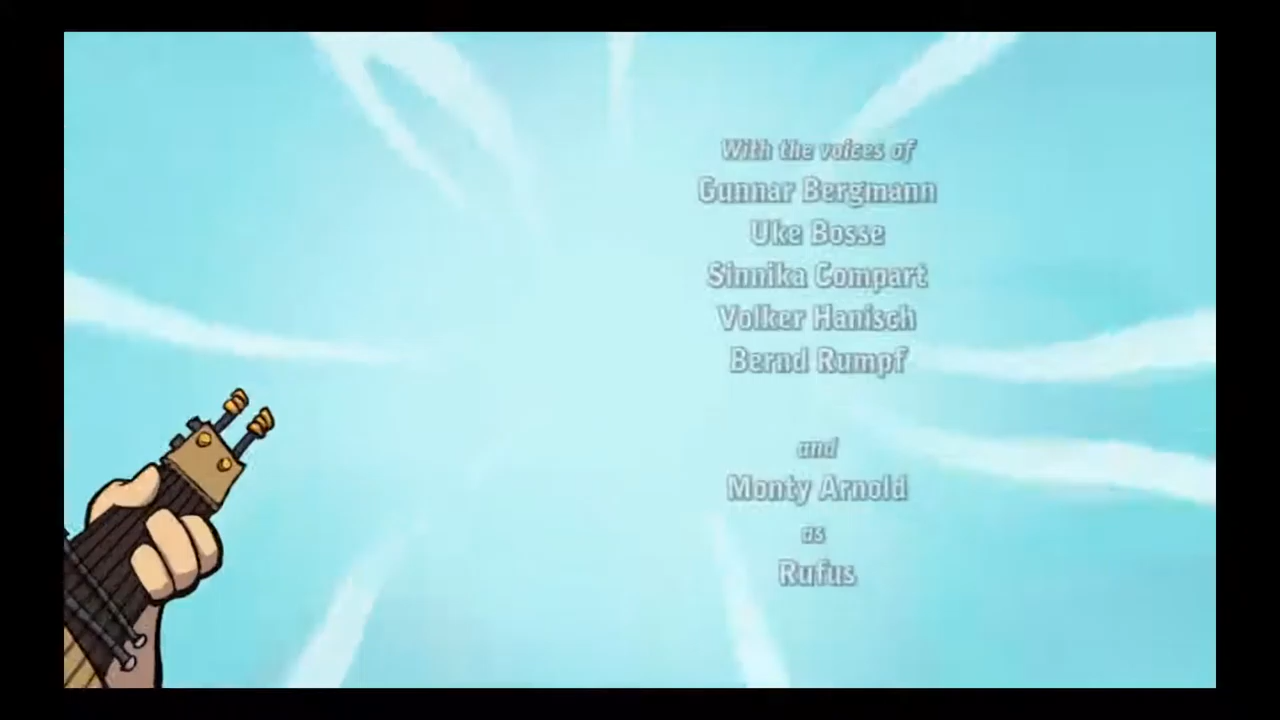 With the voices of
Gunnar Bergmann
Uke Bosse
Sinnika Compart
Volker Hanisch
Bernd Rumpf
and
Monty Arnold
as
Rufus